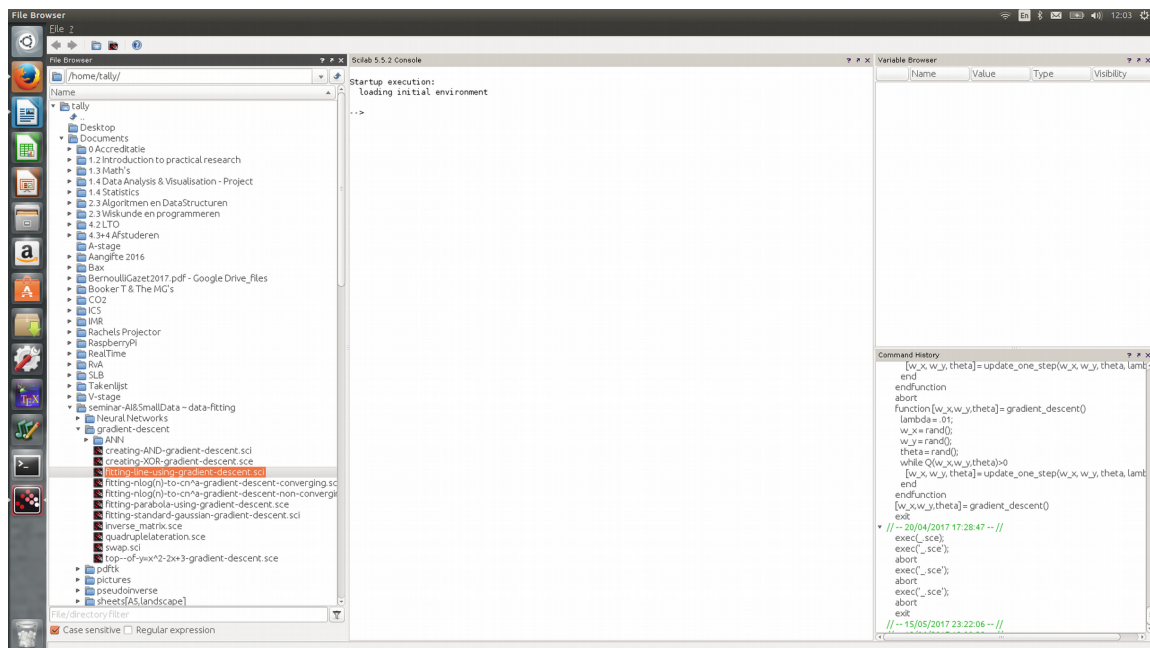 File Browser
En
12:03
File ?
File Browser
? ↗ X
Scilab 5.5.2 Console
? ↗ X
Variable Browser
? ↗ X
/home/tally/
Name
tally
..
Desktop
Documents
0 Accreditatie
1.2 Introduction to practical research
1.3 Math's
1.4 Data Analysis & Visualisation - Project
1.4 Statistics
2.3 Algoritmen en DataStructuren
2.3 Wiskunde en programmeren
4.2 LTO
4.3+4 Afstuderen
A-stage
Aangifte 2016
Bax
BernoulliGazet2017.pdf - Google Drive_files
Booker T & The MG's
CO2
ICS
IMR
Rachels Projector
RaspberryPi
RealTime
RvA
SLB
Takenlijst
V-stage
seminar-AI&SmallData – data-fitting
Neural Networks
gradient-descent
ANN
creating-AND-gradient-descent.sci
creating-XOR-gradient-descent.sce
fitting-line-using-gradient-descent.sci
fitting-nlog(n)-to-cn^a-gradient-descent-converging.sc
fitting-nlog(n)-to-cn^a-gradient-descent-non-convergin
fitting-parabola-using-gradient-descent.sce
fitting-standard-gaussian-gradient-descent.sci
inverse_matrix.sce
quadruplelateration.sce
swap.sci
top--of-y=x^2-2x+3-gradient-descent.sce
pdftk
pictures
pseudoinverse
sheets[A5,landscape]
File/directory filter
Case sensitive
Regular expression
Startup execution:
loading initial environment
-->
Name Value Type Visibility
Command History
? ↗ X
[w_x, w_y, theta]= update_one_step(w_x, w_y, theta, lamb
end
endfunction
abort
function [w_x,w_y,theta]= gradient_descent()
lambda = .01;
w_x = rand();
w_y = rand();
theta = rand();
while Q(w_x,w_y,theta)>0
[w_x, w_y, theta]= update_one_step(w_x, w_y, theta, lamb
end
endfunction
[w_x,w_y,theta]= gradient_descent()
exit
// -- 20/04/2017 17:28:47 -- //
exec(_.sce);
exec('_.sce');
abort
exec('_.sce');
abort
exec('_.sce');
abort
exit
// -- 15/05/2017 23:22:06 -- //